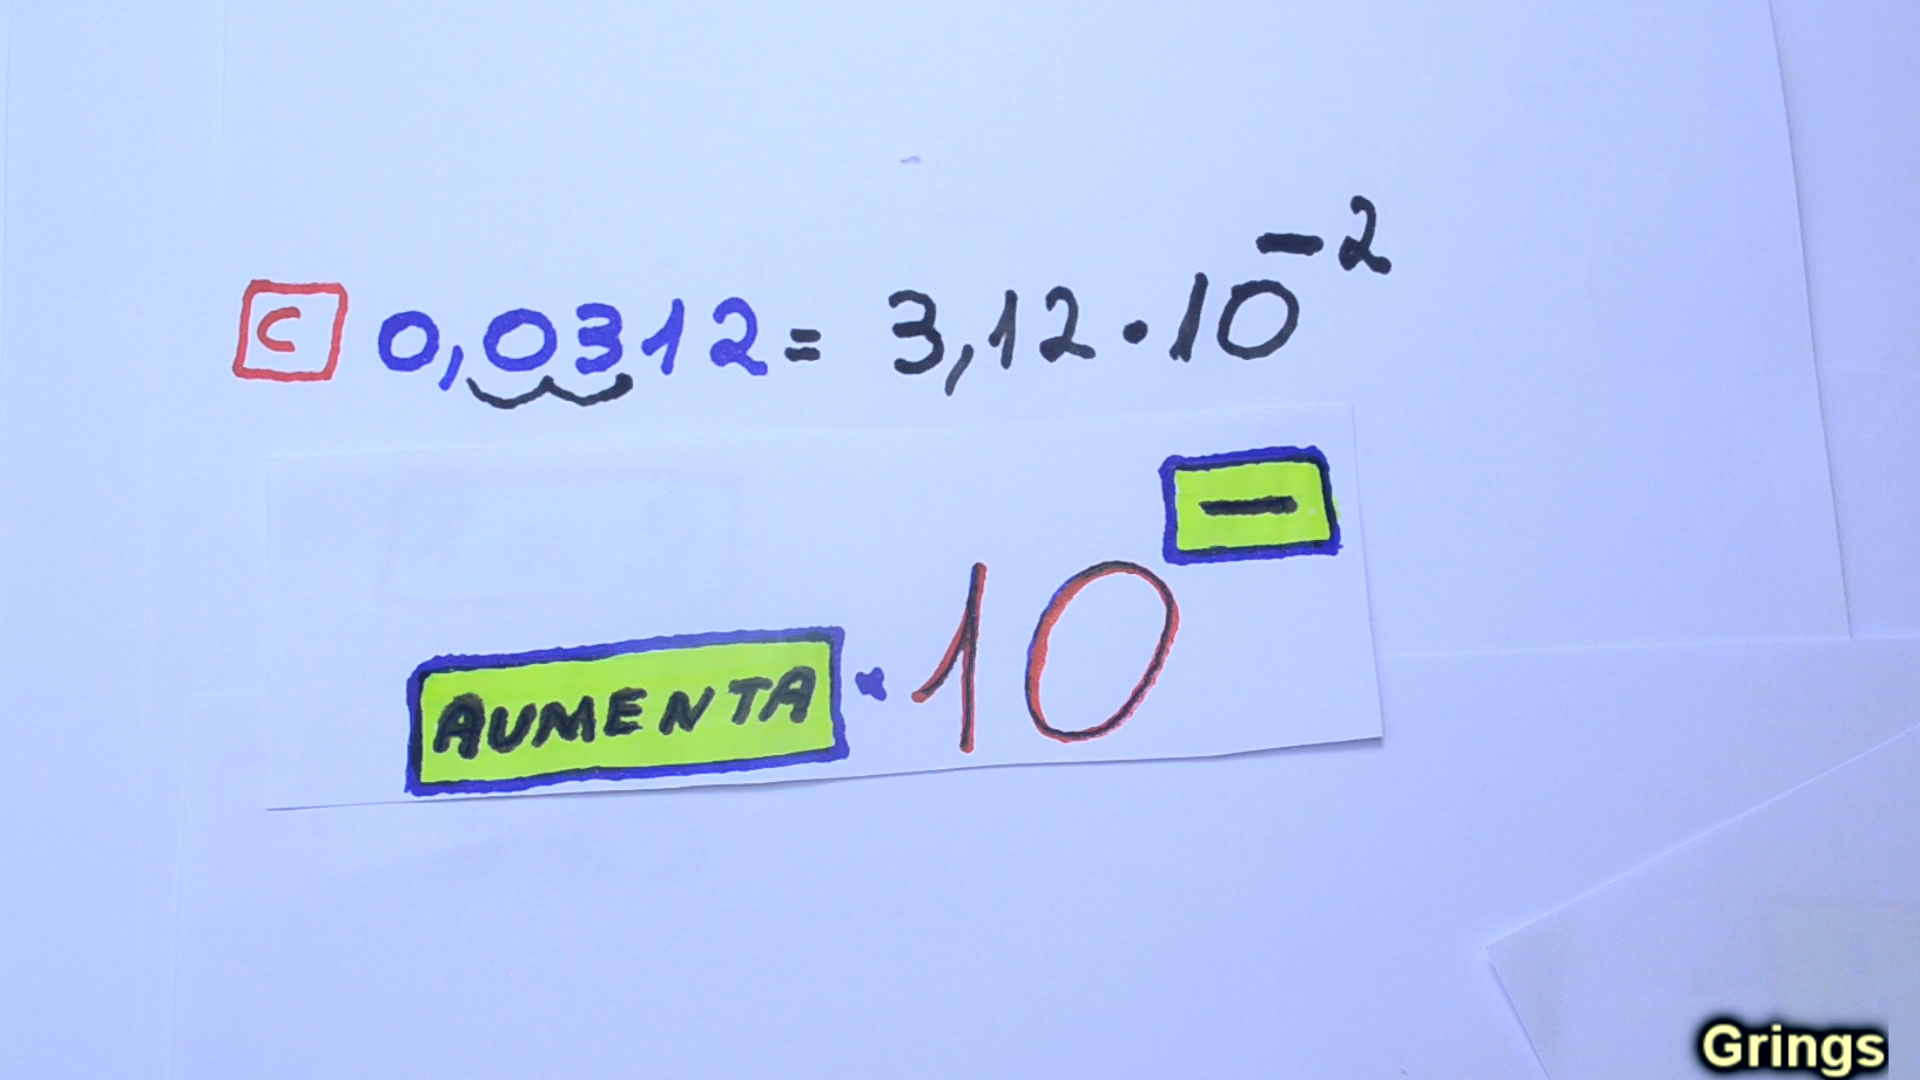 C 0,0312 = 3,12 · 10⁻²
AUMENTA · 10⁻
Grings